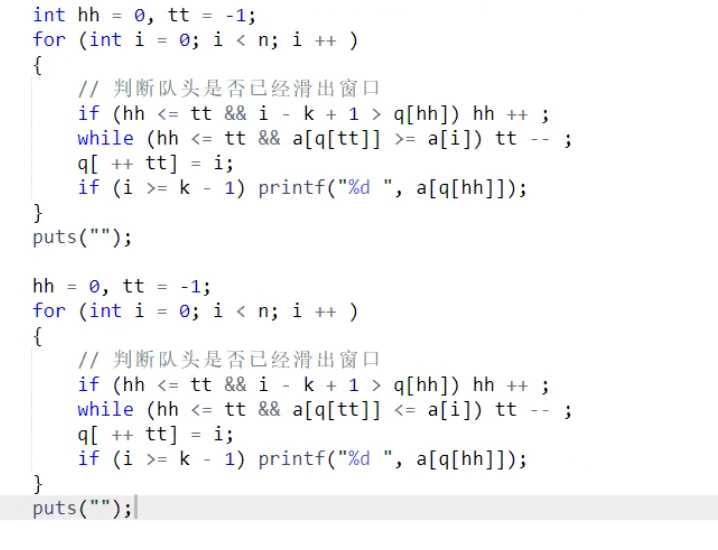 int hh = 0, tt = -1;
for (int i = 0; i < n; i ++ )
{
    // 判断队头是否已经滑出窗口
    if (hh <= tt && i - k + 1 > q[hh]) hh ++ ;
    while (hh <= tt && a[q[tt]] >= a[i]) tt -- ;
    q[ ++ tt] = i;
    if (i >= k - 1) printf("%d ", a[q[hh]]);
}
puts("");

hh = 0, tt = -1;
for (int i = 0; i < n; i ++ )
{
    // 判断队头是否已经滑出窗口
    if (hh <= tt && i - k + 1 > q[hh]) hh ++ ;
    while (hh <= tt && a[q[tt]] <= a[i]) tt -- ;
    q[ ++ tt] = i;
    if (i >= k - 1) printf("%d ", a[q[hh]]);
}
puts("");